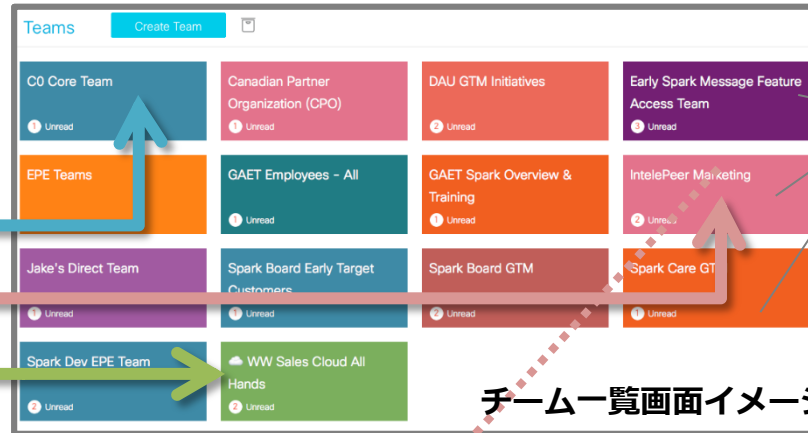 Teams
Create Team
C0 Core Team
1 Unread
Canadian Partner
Organization (CPO)
1 Unread
DAU GTM Initiatives
2 Unread
Early Spark Message Feature
Access Team
3 Unread
EPE Teams
GAET Employees - All
1 Unread
GAET Spark Overview &
Training
1 Unread
IntelePeer Marketing
2 Unread
Jake's Direct Team
1 Unread
Spark Board Early Target
Customers
1 Unread
Spark Board GTM
2 Unread
Spark Care GT
1 Unread
Spark Dev EPE Team
2 Unread
WW Sales Cloud All
Hands
2 Unread
チーム一覧画面イメージ